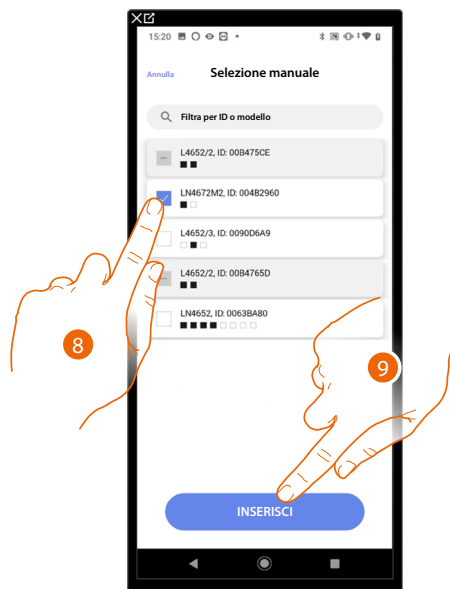 15:20
Annulla
Selezione manuale
Filtra per ID o modello
L4652/2, ID: 00B475CE
LN4672M2, ID: 004B2960
L4652/3, ID: 0090D6A9
L4652/2, ID: 00B4765D
LN4652, ID: 0063BA80
8
9
INSERISCI